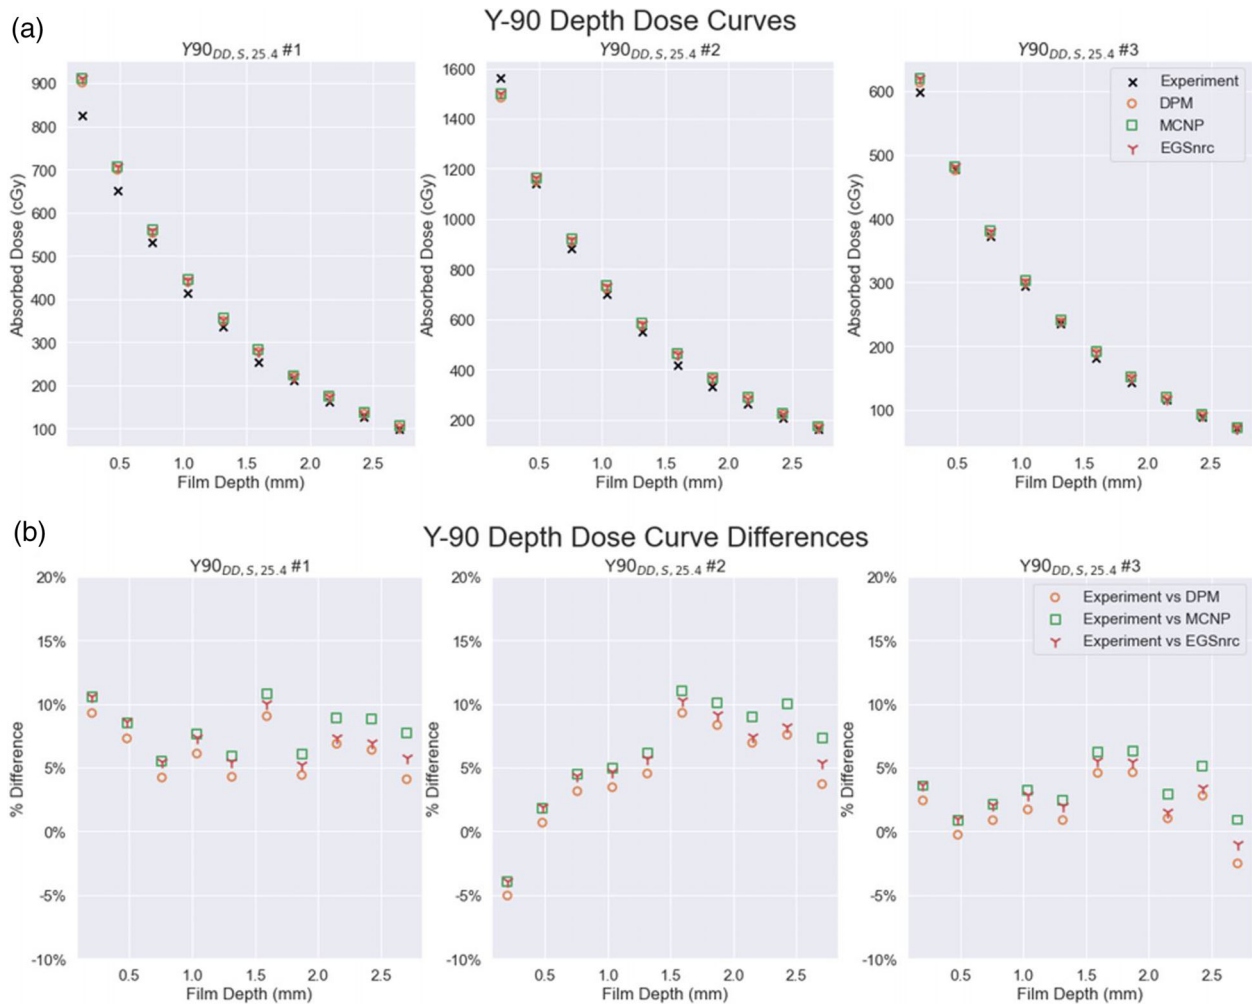 (a)
Y-90 Depth Dose Curves
Y90DD, S, 25.4 #1
Y90DD, S, 25.4 #2
Y90DD, S, 25.4 #3
Absorbed Dose (cGy)
900
800
700
600
500
400
300
200
100
0.5 1.0 1.5 2.0 2.5
Film Depth (mm)
Absorbed Dose (cGy)
1600
1400
1200
1000
800
600
400
200
0.5 1.0 1.5 2.0 2.5
Film Depth (mm)
Absorbed Dose (cGy)
600
500
400
300
200
100
0.5 1.0 1.5 2.0 2.5
Film Depth (mm)
Experiment
DPM
MCNP
EGSnrc
(b)
Y-90 Depth Dose Curve Differences
Y90DD, S, 25.4 #1
Y90DD, S, 25.4 #2
Y90DD, S, 25.4 #3
% Difference
20%
15%
10%
5%
0%
-5%
-10%
0.5 1.0 1.5 2.0 2.5
Film Depth (mm)
% Difference
20%
15%
10%
5%
0%
-5%
-10%
0.5 1.0 1.5 2.0 2.5
Film Depth (mm)
% Difference
20%
15%
10%
5%
0%
-5%
-10%
0.5 1.0 1.5 2.0 2.5
Film Depth (mm)
Experiment vs DPM
Experiment vs MCNP
Experiment vs EGSnrc